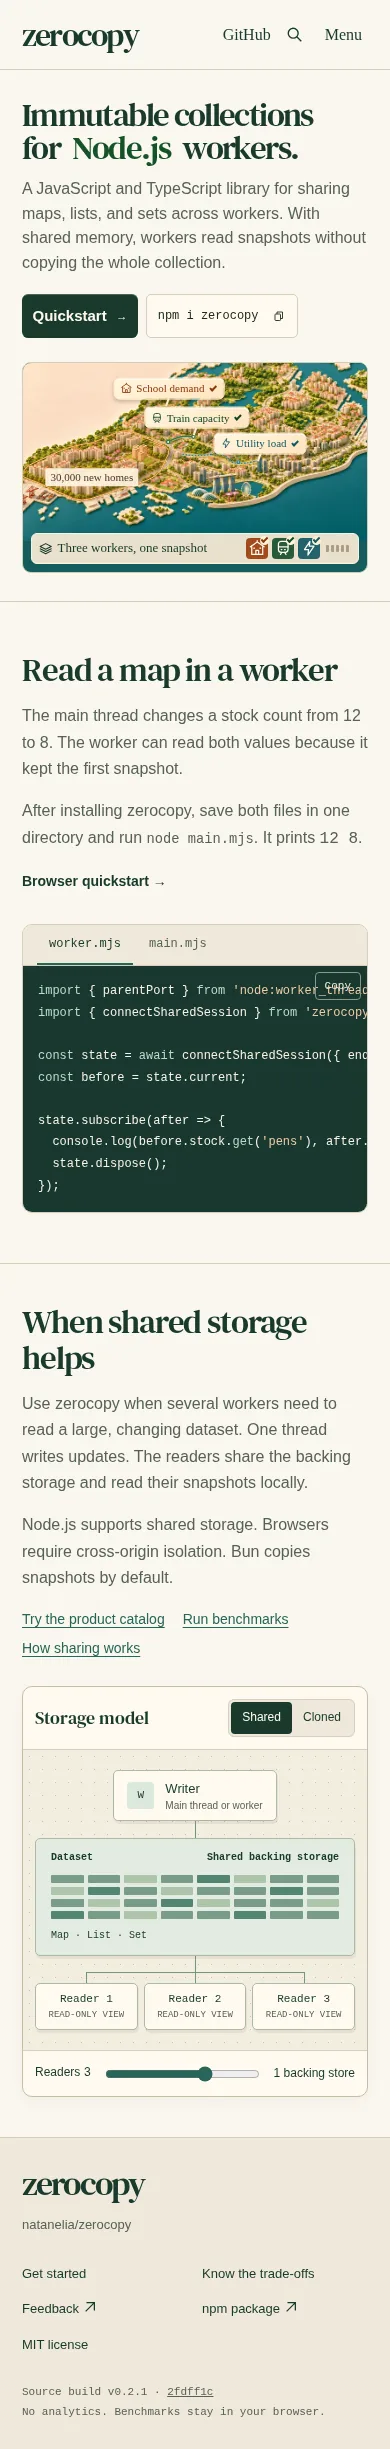 zerocopy
GitHub
Menu
Immutable collections
for Node.js workers.
A JavaScript and TypeScript library for sharing
maps, lists, and sets across workers. With
shared memory, workers read snapshots without
copying the whole collection.
Quickstart →
npm i zerocopy
School demand
Train capacity
Utility load
30,000 new homes
Three workers, one snapshot
Read a map in a worker
The main thread changes a stock count from 12
to 8. The worker can read both values because it
kept the first snapshot.
After installing zerocopy, save both files in one
directory and run node main.mjs. It prints 12 8.
Browser quickstart →
worker.mjs main.mjs
Copy
import { parentPort } from 'node:worker_thread
import { connectSharedSession } from 'zerocopy
const state = await connectSharedSession({ end
const before = state.current;
state.subscribe(after => {
console.log(before.stock.get('pens'), after.
state.dispose();
});
When shared storage
helps
Use zerocopy when several workers need to
read a large, changing dataset. One thread
writes updates. The readers share the backing
storage and read their snapshots locally.
Node.js supports shared storage. Browsers
require cross-origin isolation. Bun copies
snapshots by default.
Try the product catalog Run benchmarks
How sharing works
Storage model
Shared Cloned
W
Writer
Main thread or worker
Dataset Shared backing storage
Map · List · Set
Reader 1 Reader 2 Reader 3
READ-ONLY VIEW READ-ONLY VIEW READ-ONLY VIEW
Readers 3 1 backing store
zerocopy
natanelia/zerocopy
Get started Know the trade-offs
Feedback npm package
MIT license
Source build v0.2.1 · 2fdff1c
No analytics. Benchmarks stay in your browser.